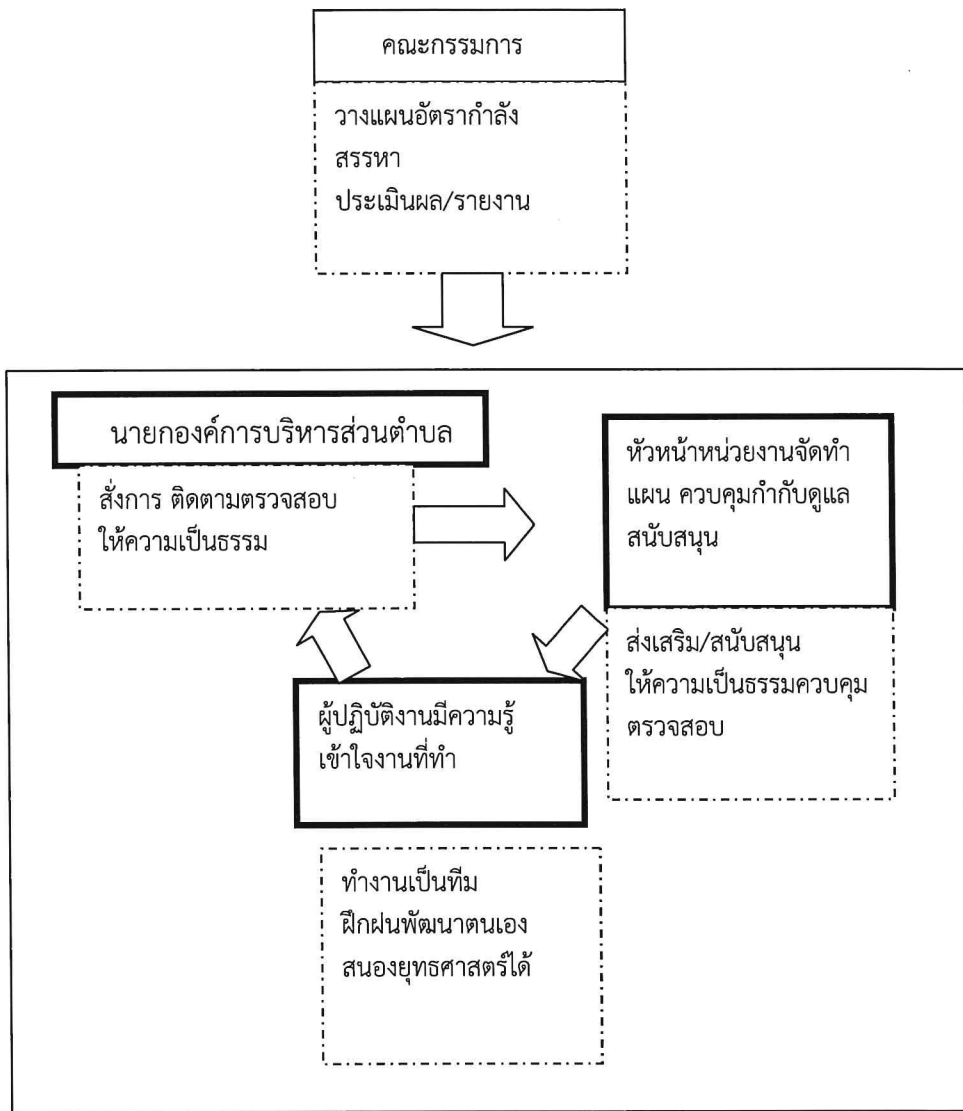 คณะกรรมการ
วางแผนอัตรากำลัง
สรรหา
ประเมินผล/รายงาน
นายกองค์การบริหารส่วนตำบล
สั่งการ ติดตามตรวจสอบ
ให้ความเป็นธรรม
หัวหน้าหน่วยงานจัดทำ
แผน ควบคุมกำกับดูแล
สนับสนุน
ส่งเสริม/สนับสนุน
ให้ความเป็นธรรมควบคุม
ตรวจสอบ
ผู้ปฏิบัติงานมีความรู้
เข้าใจงานที่ทำ
ทำงานเป็นทีม
ฝึกฝนพัฒนาตนเอง
สนองยุทธศาสตร์ได้